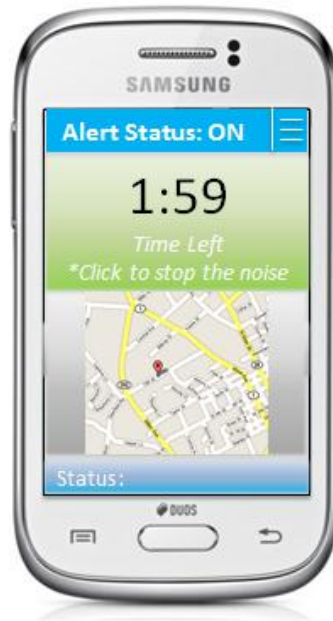 SAMSUNG
Alert Status: ON
1:59
Time Left
*Click to stop the noise
Status:
DUOS